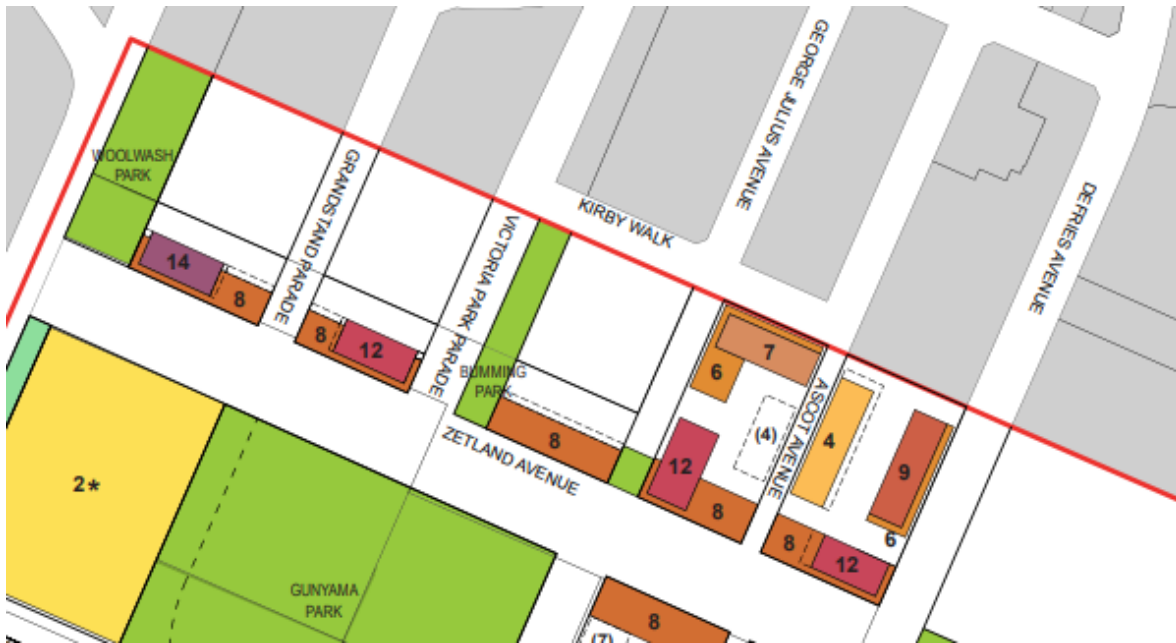 GEORGE JULIUS AVENUE
WOOLWASH
PARK
GRANDSTAND PARADE
KIRBY WALK
DE FRIES AVENUE
VICTORIA PARK PARADE
14
8
8
12
BUMMING
PARK
7
6
ASCOT AVENUE
(4)
4
9
8
12
8
6
8
12
ZETLAND AVENUE
2*
GUNYAMA
PARK
8
(7)